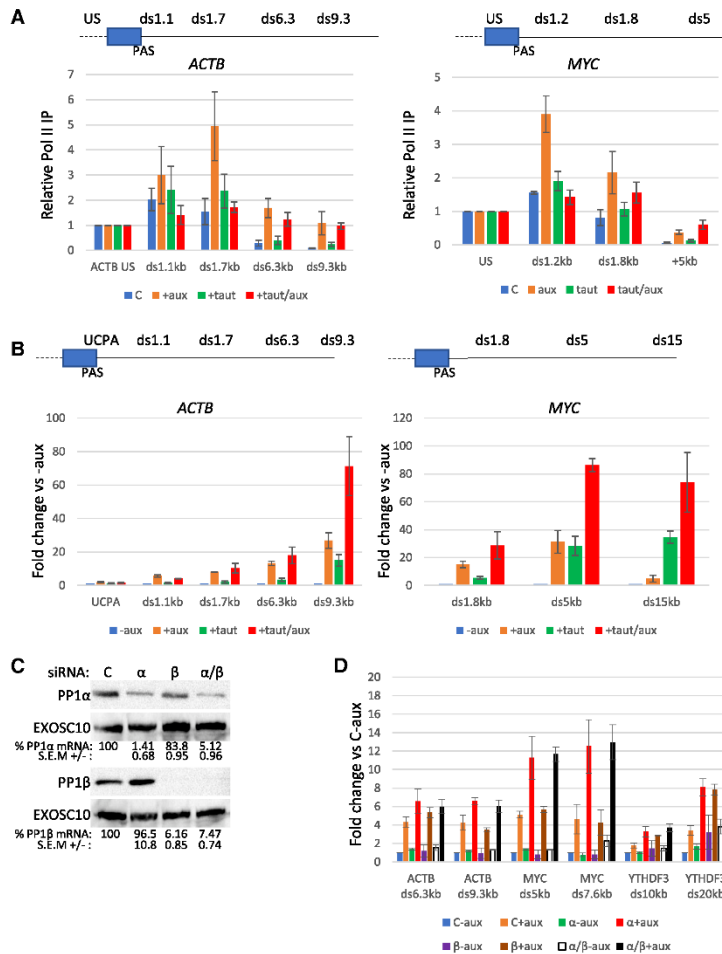 A
US ds1.1 ds1.7 ds6.3 ds9.3
PAS
ACTB
Relative Pol II IP
7
6
5
4
3
2
1
0
ACTB US ds1.1kb ds1.7kb ds6.3kb ds9.3kb
C +aux +taut +taut/aux
US ds1.2 ds1.8 ds5
PAS
MYC
Relative Pol II IP
5
4
3
2
1
0
US ds1.2kb ds1.8kb +5kb
C aux taut taut/aux
B
UCPA ds1.1 ds1.7 ds6.3 ds9.3
PAS
ACTB
Fold change vs -aux
100
80
60
40
20
0
UCPA ds1.1kb ds1.7kb ds6.3kb ds9.3kb
-aux +aux +taut +taut/aux
ds1.8 ds5 ds15
PAS
MYC
Fold change vs -aux
120
100
80
60
40
20
0
ds1.8kb ds5kb ds15kb
-aux +aux +taut +taut/aux
C
siRNA: C α β α/β
PP1α
EXOSC10
% PP1α mRNA: 100 1.41 83.8 5.12
S.E.M +/- : 0.68 0.95 0.96
PP1β
EXOSC10
% PP1β mRNA: 100 96.5 6.16 7.47
S.E.M +/- : 10.8 0.85 0.74
D
Fold change vs C-aux
20
18
16
14
12
10
8
6
4
2
0
ACTB ACTB MYC MYC YTHDF3 YTHDF3
ds6.3kb ds9.3kb ds5kb ds7.6kb ds10kb ds20kb
C-aux C+aux α-aux α+aux
β-aux β+aux α/β-aux α/β+aux